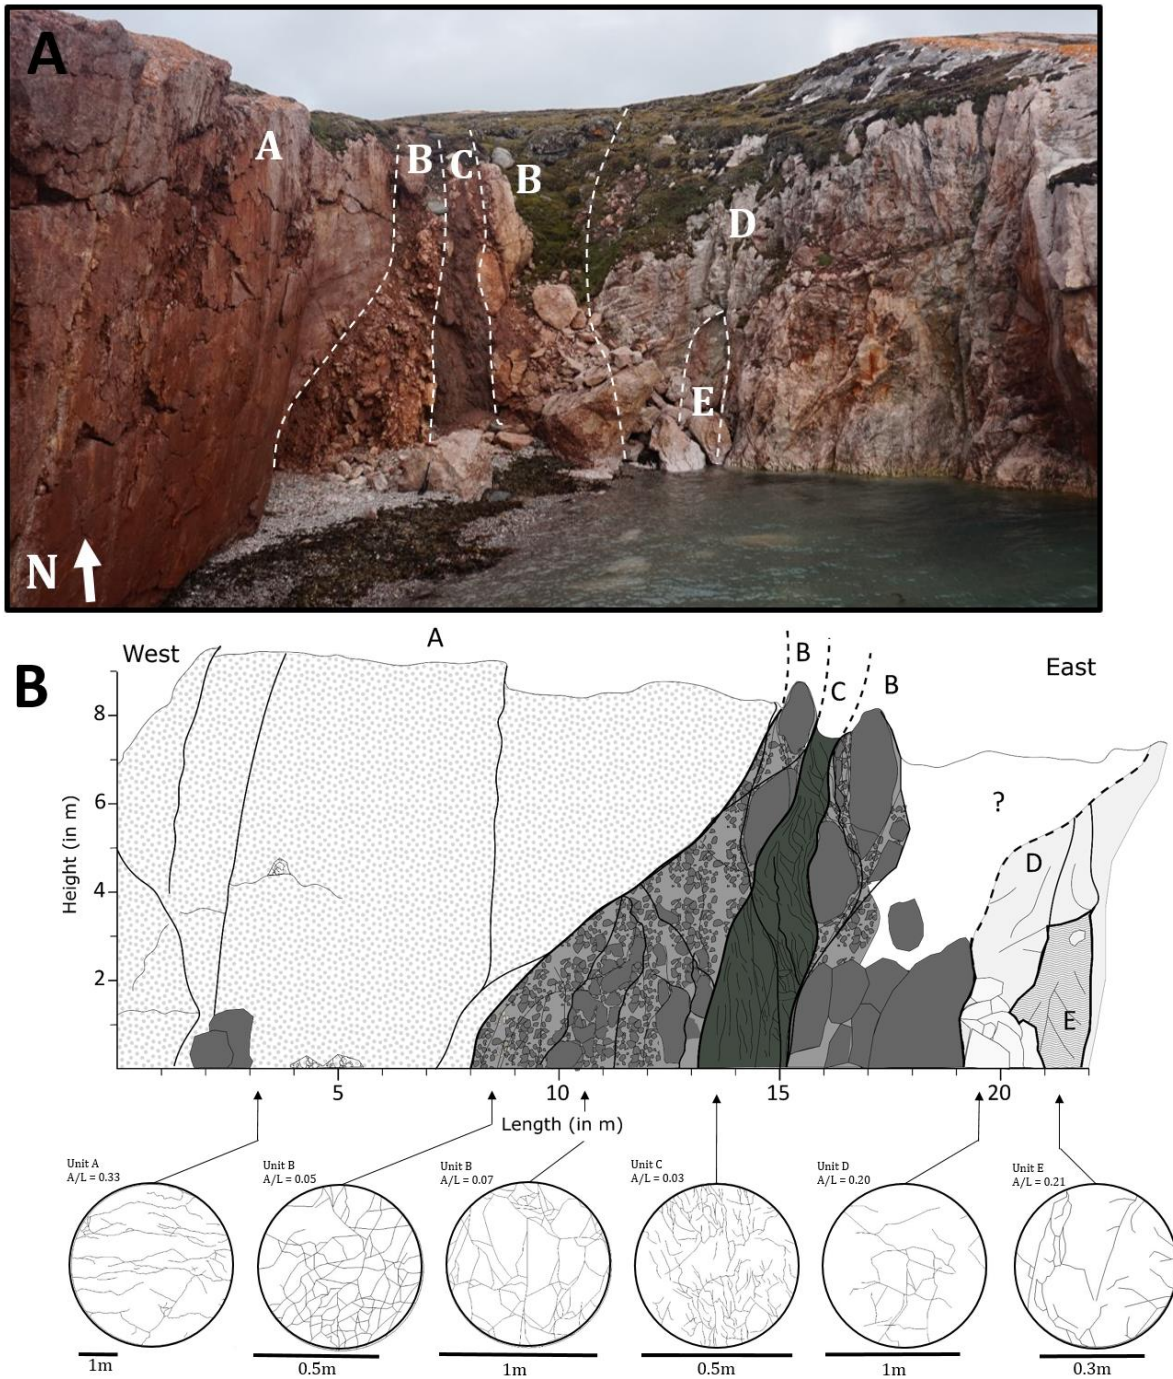 A
A
B
C
B
D
E
N
B
West
A
B
C
B
East
8
6
4
2
Height (in m)
?
D
E
5
10
15
20
Length (in m)
Unit A
A/L = 0.33
Unit B
A/L = 0.05
Unit B
A/L = 0.07
Unit C
A/L = 0.03
Unit D
A/L = 0.20
Unit E
A/L = 0.21
1m
0.5m
1m
0.5m
1m
0.3m